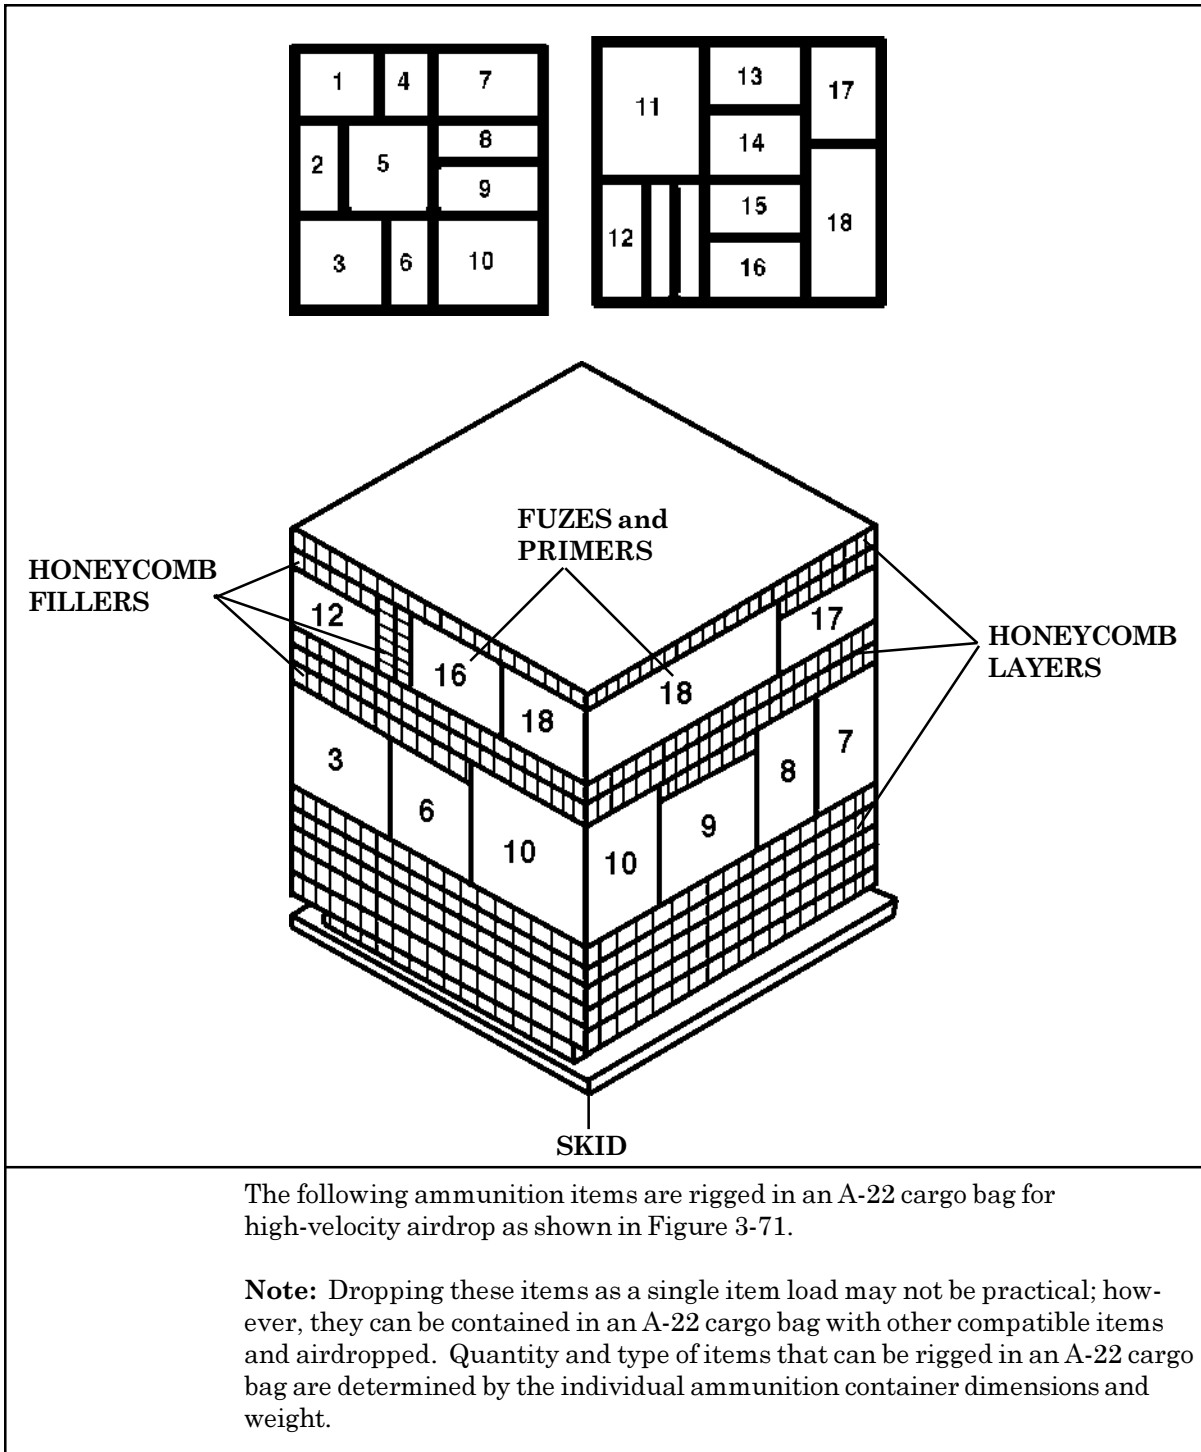 1 4 7
2 5 8
9
3 6 10
11 13 17
14
12 15 18
16
FUZES and
PRIMERS
HONEYCOMB
FILLERS
HONEYCOMB
LAYERS
12 16 18 18 17
3 6 10 10 9 8 7
SKID
The following ammunition items are rigged in an A-22 cargo bag for
high-velocity airdrop as shown in Figure 3-71.
Note: Dropping these items as a single item load may not be practical; how-
ever, they can be contained in an A-22 cargo bag with other compatible items
and airdropped. Quantity and type of items that can be rigged in an A-22 cargo
bag are determined by the individual ammunition container dimensions and
weight.